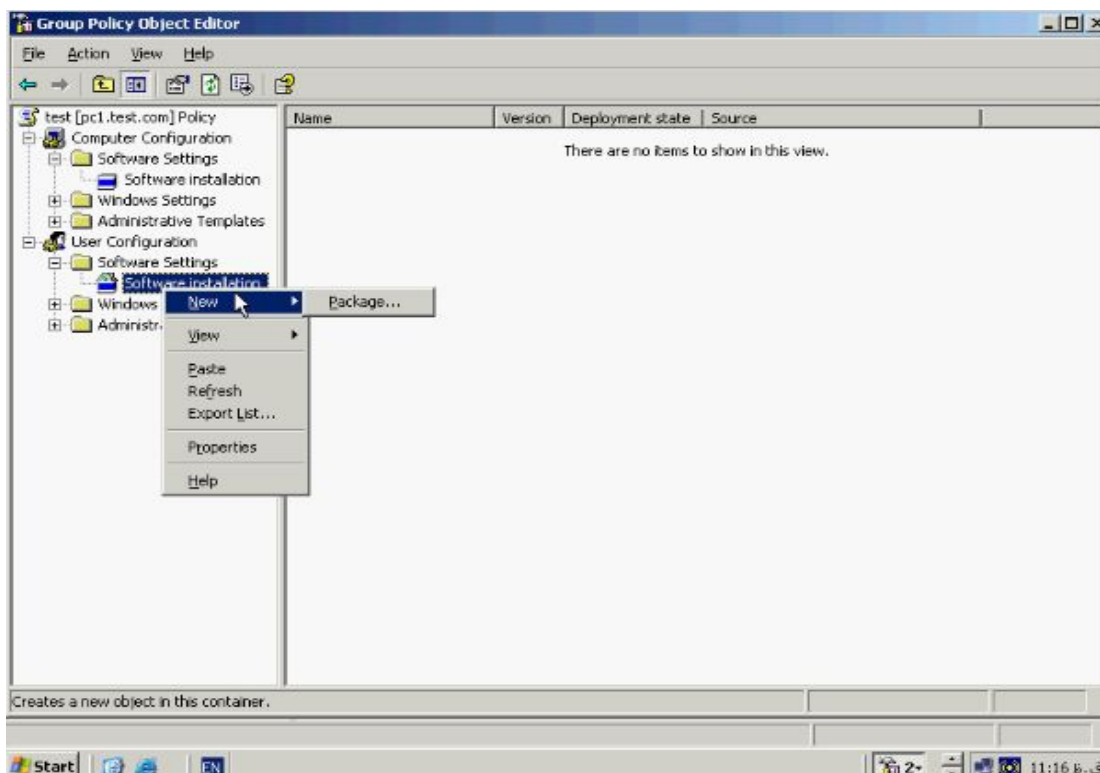 Group Policy Object Editor
File Action View Help
test [pc1.test.com] Policy
Computer Configuration
Software Settings
Software installation
Windows Settings
Administrative Templates
User Configuration
Software Settings
Software installation
Windows
Administr
Name Version Deployment state Source
There are no items to show in this view.
New
Package...
View
Paste
Refresh
Export List...
Properties
Help
Creates a new object in this container.
Start EN 2 11:16